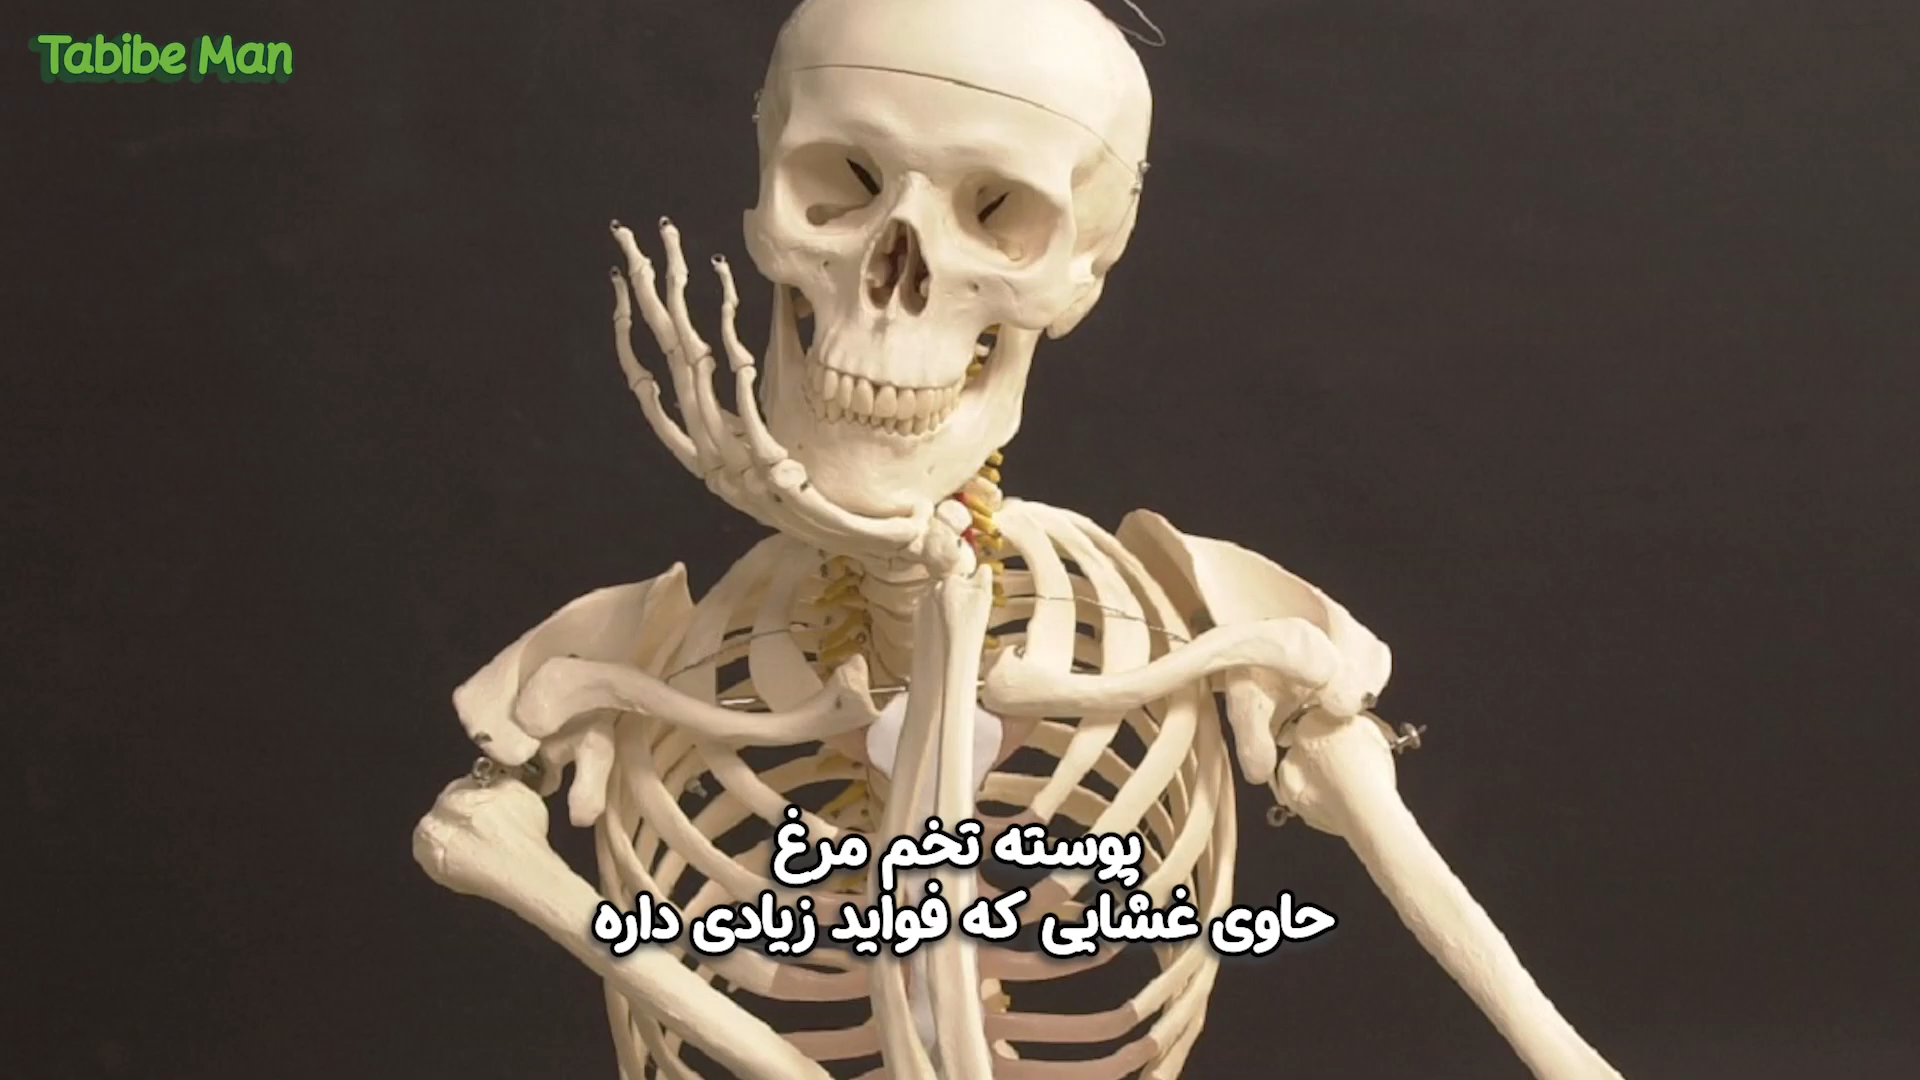 Tabibe Man
پوسته تخم مرغ
حاوی غشایی که فواید زیادی داره